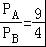 P_A/P_B = 9/4